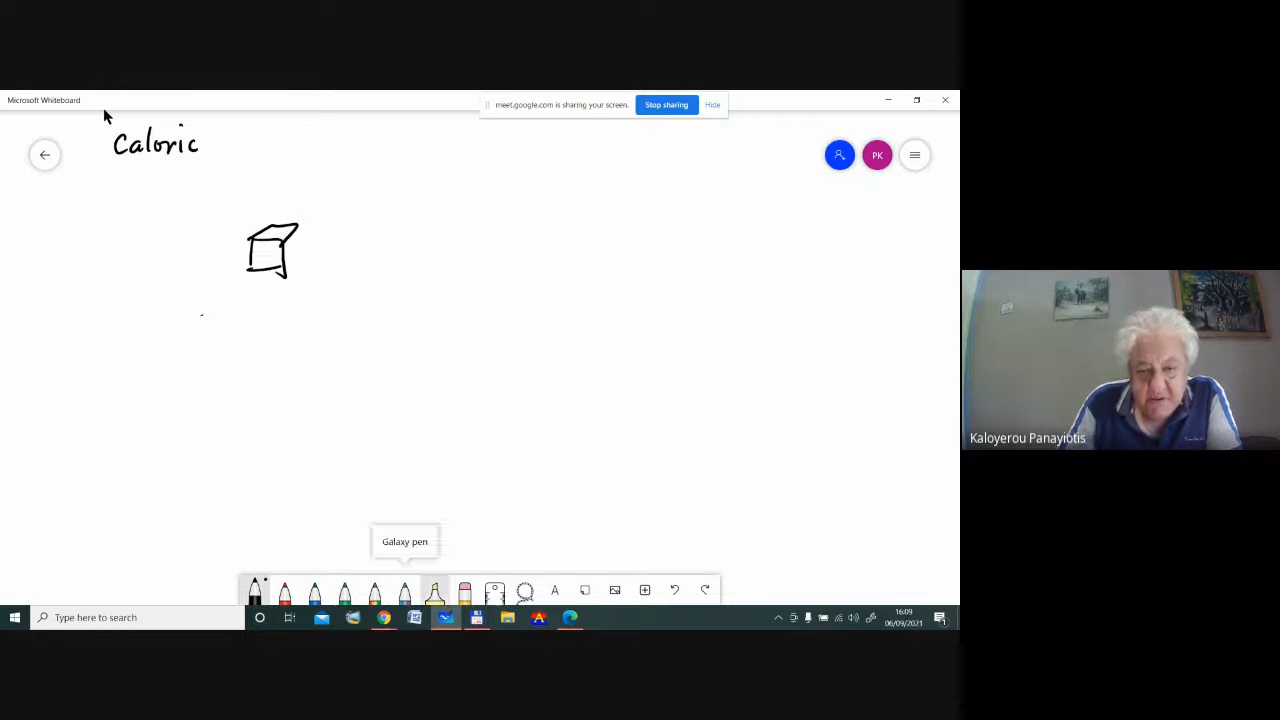 Microsoft Whiteboard
meet.google.com is sharing your screen.
Stop sharing
Hide
Caloric
PK
Kaloyerou Panayiotis
Galaxy pen
A
Type here to search
16:09
06/09/2021